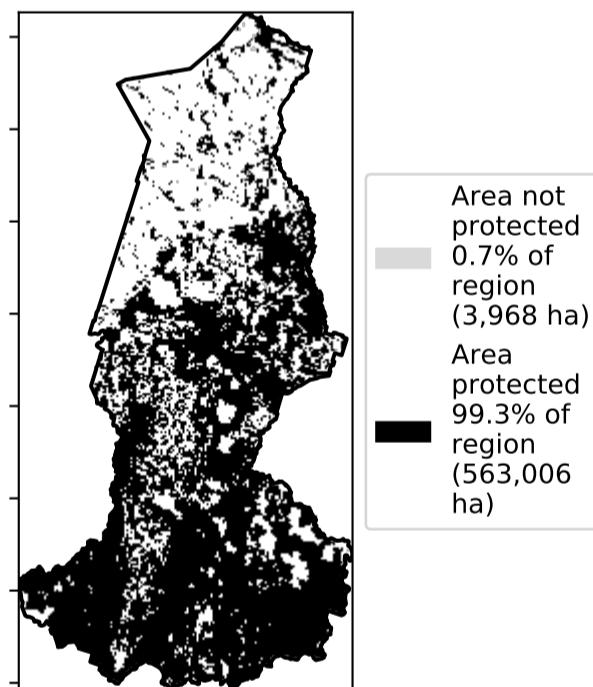 Area not
protected
0.7% of
region
(3,968 ha)
Area
protected
99.3% of
region
(563,006
ha)